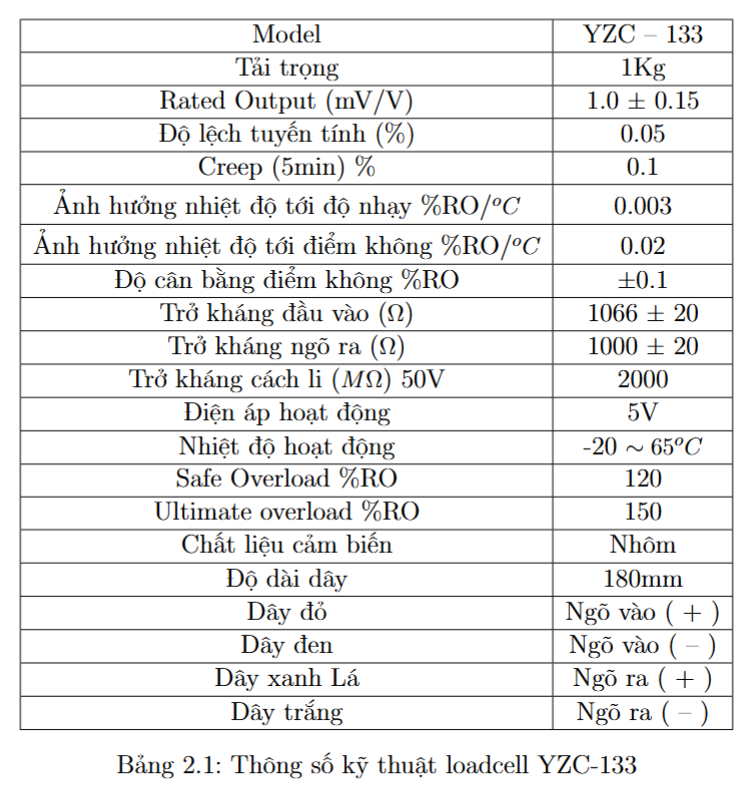 Model YZC – 133
Tải trọng 1Kg
Rated Output (mV/V) 1.0 ± 0.15
Độ lệch tuyến tính (%) 0.05
Creep (5min) % 0.1
Ảnh hưởng nhiệt độ tới độ nhạy %RO/°C 0.003
Ảnh hưởng nhiệt độ tới điểm không %RO/°C 0.02
Độ cân bằng điểm không %RO ±0.1
Trở kháng đầu vào (Ω) 1066 ± 20
Trở kháng ngõ ra (Ω) 1000 ± 20
Trở kháng cách li (MΩ) 50V 2000
Điện áp hoạt động 5V
Nhiệt độ hoạt động -20 ∼ 65°C
Safe Overload %RO 120
Ultimate overload %RO 150
Chất liệu cảm biến Nhôm
Độ dài dây 180mm
Dây đỏ Ngõ vào ( + )
Dây đen Ngõ vào ( – )
Dây xanh Lá Ngõ ra ( + )
Dây trắng Ngõ ra ( – )
Bảng 2.1: Thông số kỹ thuật loadcell YZC-133